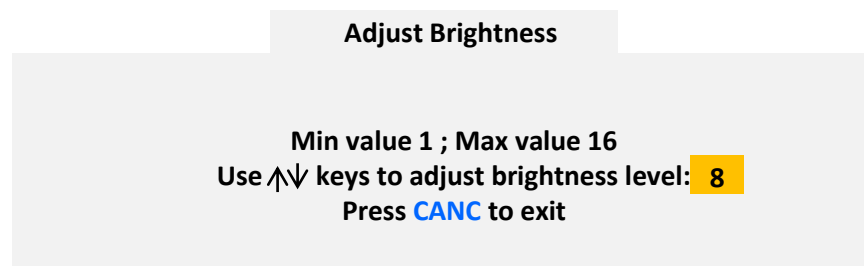 Adjust Brightness
Min value 1 ; Max value 16
Use ↑↓ keys to adjust brightness level: 8
Press CANC to exit